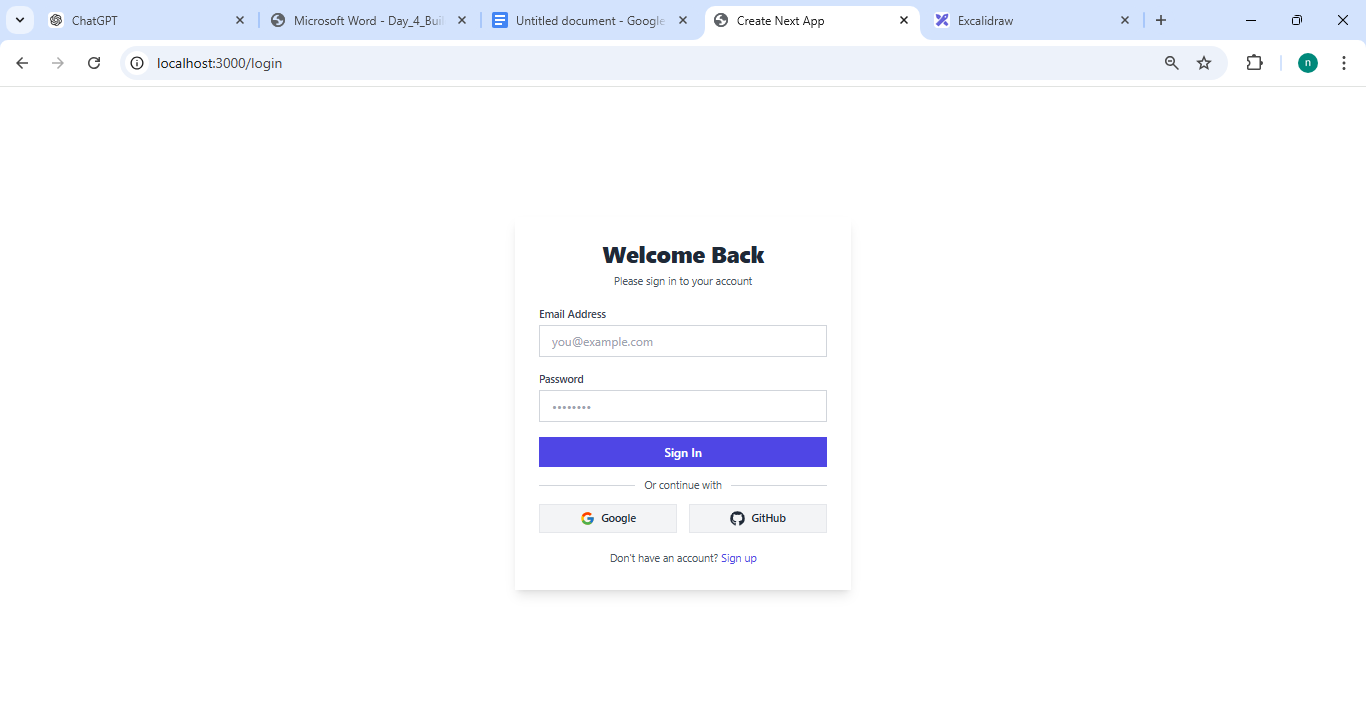 ChatGPT
Microsoft Word - Day_4_Bui
Untitled document - Google
Create Next App
Excalidraw
localhost:3000/login
n
Welcome Back
Please sign in to your account
Email Address
you@example.com
Password
••••••••
Sign In
Or continue with
Google
GitHub
Don't have an account? Sign up